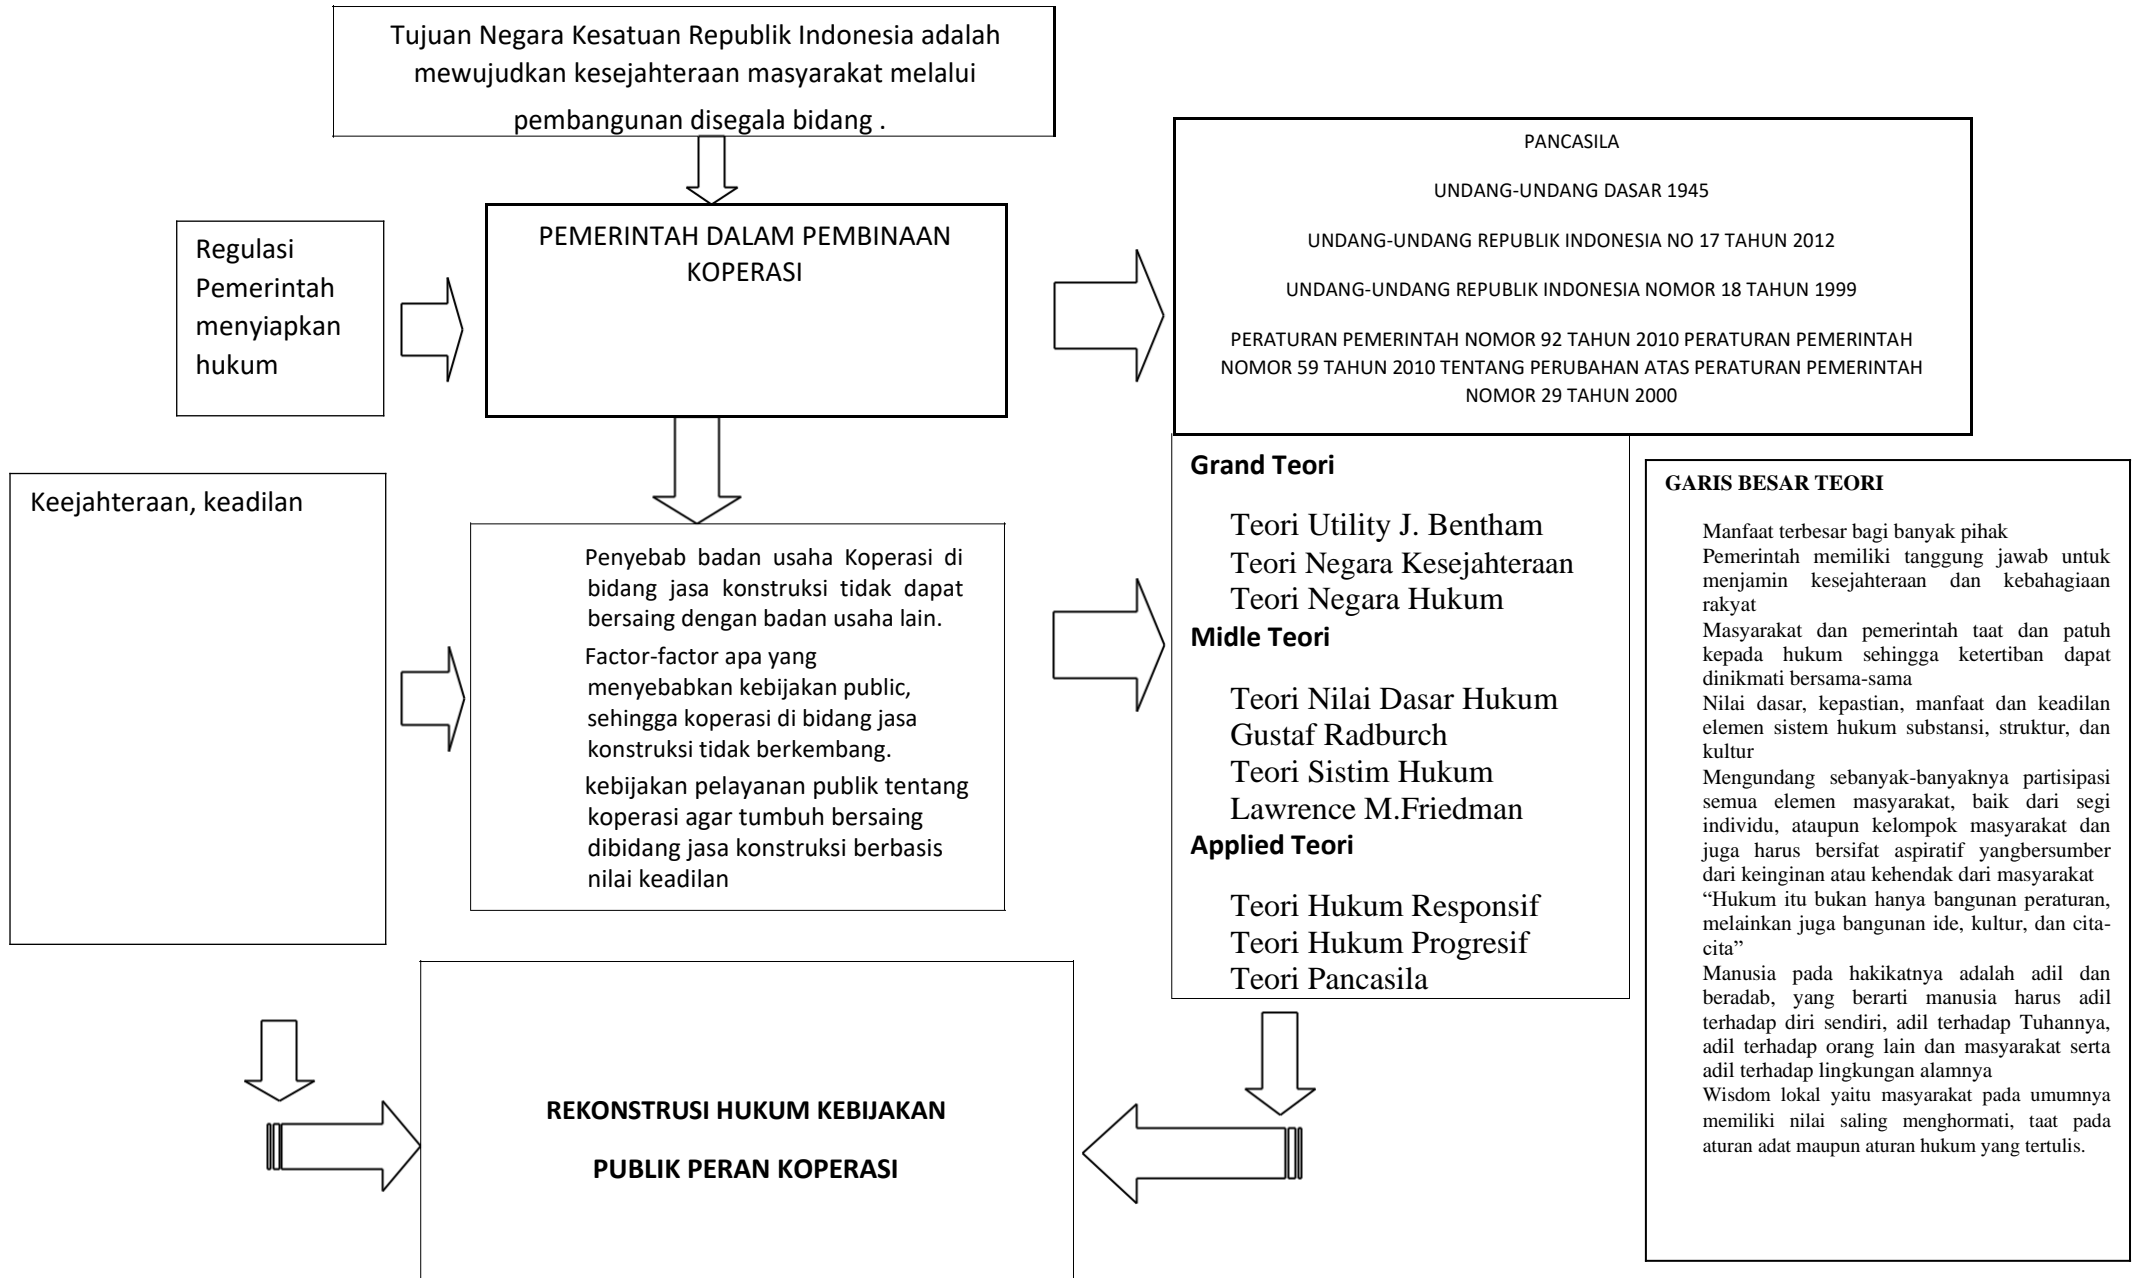 Tujuan Negara Kesatuan Republik Indonesia adalah
mewujudkan kesejahteraan masyarakat melalui
pembangunan disegala bidang .
PANCASILA
UNDANG-UNDANG DASAR 1945
UNDANG-UNDANG REPUBLIK INDONESIA NO 17 TAHUN 2012
UNDANG-UNDANG REPUBLIK INDONESIA NOMOR 18 TAHUN 1999
PERATURAN PEMERINTAH NOMOR 92 TAHUN 2010 PERATURAN PEMERINTAH
NOMOR 59 TAHUN 2010 TENTANG PERUBAHAN ATAS PERATURAN PEMERINTAH
NOMOR 29 TAHUN 2000
Regulasi
Pemerintah
menyiapkan
hukum
PEMERINTAH DALAM PEMBINAAN
KOPERASI
Keejahteraan, keadilan
Penyebab badan usaha Koperasi di
bidang jasa konstruksi tidak dapat
bersaing dengan badan usaha lain.
Factor-factor apa yang
menyebabkan kebijakan public,
sehingga koperasi di bidang jasa
konstruksi tidak berkembang.
kebijakan pelayanan publik tentang
koperasi agar tumbuh bersaing
dibidang jasa konstruksi berbasis
nilai keadilan
Grand Teori
Teori Utility J. Bentham
Teori Negara Kesejahteraan
Teori Negara Hukum
Midle Teori
Teori Nilai Dasar Hukum
Gustaf Radburch
Teori Sistim Hukum
Lawrence M.Friedman
Applied Teori
Teori Hukum Responsif
Teori Hukum Progresif
Teori Pancasila
GARIS BESAR TEORI
Manfaat terbesar bagi banyak pihak
Pemerintah memiliki tanggung jawab untuk
menjamin kesejahteraan dan kebahagiaan
rakyat
Masyarakat dan pemerintah taat dan patuh
kepada hukum sehingga ketertiban dapat
dinikmati bersama-sama
Nilai dasar, kepastian, manfaat dan keadilan
elemen sistem hukum substansi, struktur, dan
kultur
Mengundang sebanyak-banyaknya partisipasi
semua elemen masyarakat, baik dari segi
individu, ataupun kelompok masyarakat dan
juga harus bersifat aspiratif yangbersumber
dari keinginan atau kehendak dari masyarakat
“Hukum itu bukan hanya bangunan peraturan,
melainkan juga bangunan ide, kultur, dan cita-
cita”
Manusia pada hakikatnya adalah adil dan
beradab, yang berarti manusia harus adil
terhadap diri sendiri, adil terhadap Tuhannya,
adil terhadap orang lain dan masyarakat serta
adil terhadap lingkungan alamnya
Wisdom lokal yaitu masyarakat pada umumnya
memiliki nilai saling menghormati, taat pada
aturan adat maupun aturan hukum yang tertulis.
REKONSTRUSI HUKUM KEBIJAKAN
PUBLIK PERAN KOPERASI